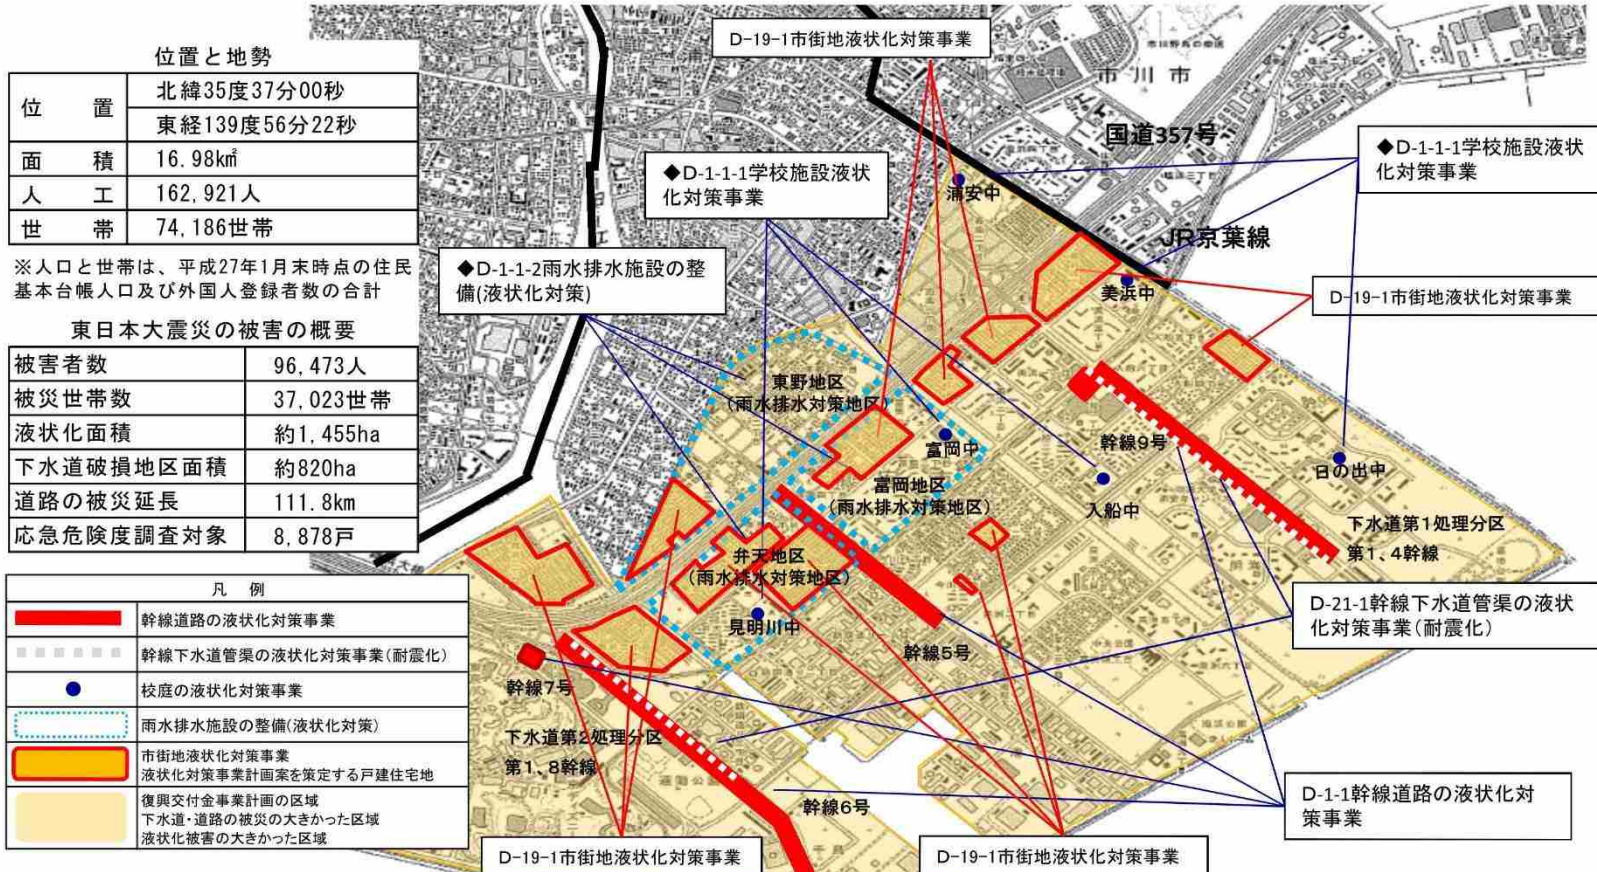 位置と地勢
位 置
北緯35度37分00秒
東経139度56分22秒
面 積
16.98k㎡
人 工
162,921人
世 帯
74,186世帯
※人口と世帯は、平成27年1月末時点の住民
基本台帳人口及び外国人登録者数の合計
東日本大震災の被害の概要
被害者数
96,473人
被災世帯数
37,023世帯
液状化面積
約1,455ha
下水道破損地区面積
約820ha
道路の被災延長
111.8km
応急危険度調査対象
8,878戸
凡 例
幹線道路の液状化対策事業
幹線下水道管渠の液状化対策事業(耐震化)
校庭の液状化対策事業
雨水排水施設の整備(液状化対策)
市街地液状化対策事業
液状化対策事業計画案を策定する戸建住宅地
復興交付金事業計画の区域
下水道・道路の被災の大きかった区域
液状化被害の大きかった区域
D-19-1市街地液状化対策事業
市川市
国道357号
◆D-1-1-1学校施設液状
化対策事業
◆D-1-1-1学校施設液状
化対策事業
浦安中
JR京葉線
◆D-1-1-2雨水排水施設の整
備(液状化対策)
美浜中
D-19-1市街地液状化対策事業
東野地区
(雨水排水対策地区)
富岡中
幹線9号
日の出中
富岡地区
(雨水排水対策地区)
入船中
下水道第1処理分区
第1、4幹線
弁天地区
(雨水排水対策地区)
見明川中
D-21-1幹線下水道管渠の液状
化対策事業(耐震化)
幹線5号
幹線7号
下水道第2処理分区
第1、8幹線
幹線6号
D-1-1幹線道路の液状化対
策事業
D-19-1市街地液状化対策事業
D-19-1市街地液状化対策事業